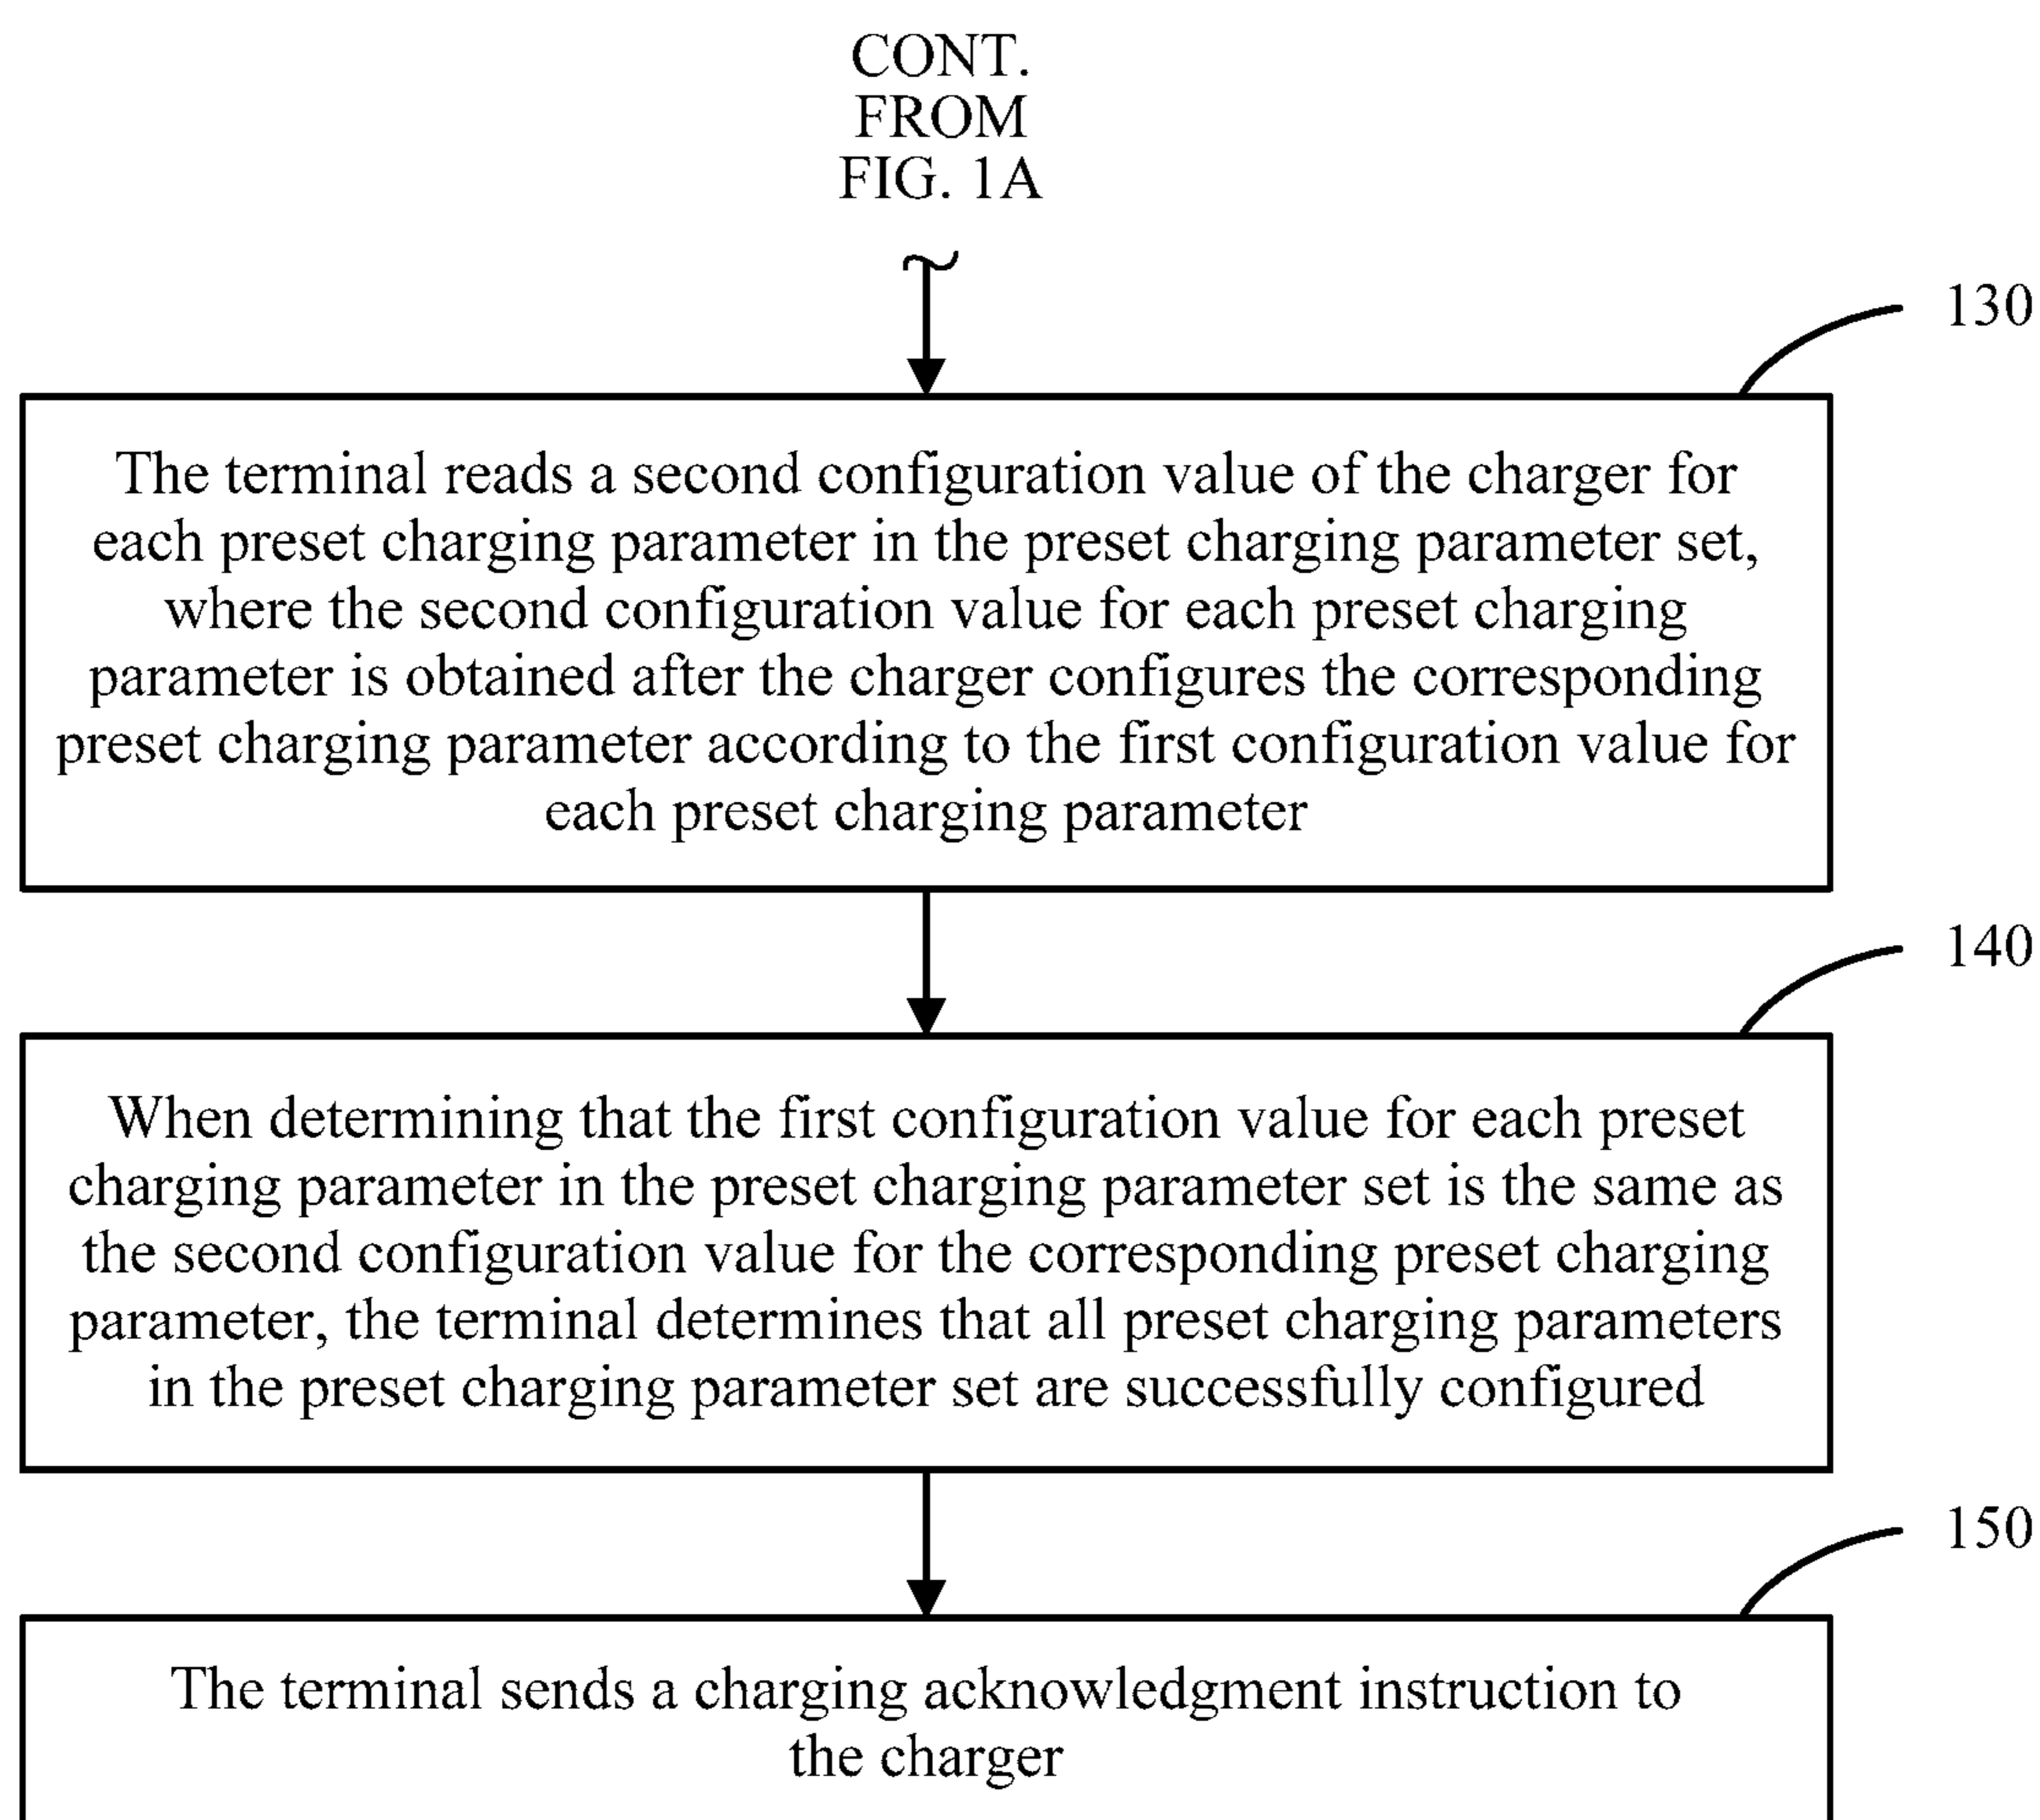 CONT.
FROM
FIG. 1A
130
The terminal reads a second configuration value of the charger for
each preset charging parameter in the preset charging parameter set,
where the second configuration value for each preset charging
parameter is obtained after the charger configures the corresponding
preset charging parameter according to the first configuration value for
each preset charging parameter
140
When determining that the first configuration value for each preset
charging parameter in the preset charging parameter set is the same as
the second configuration value for the corresponding preset charging
parameter, the terminal determines that all preset charging parameters
in the preset charging parameter set are successfully configured
150
The terminal sends a charging acknowledgment instruction to
the charger